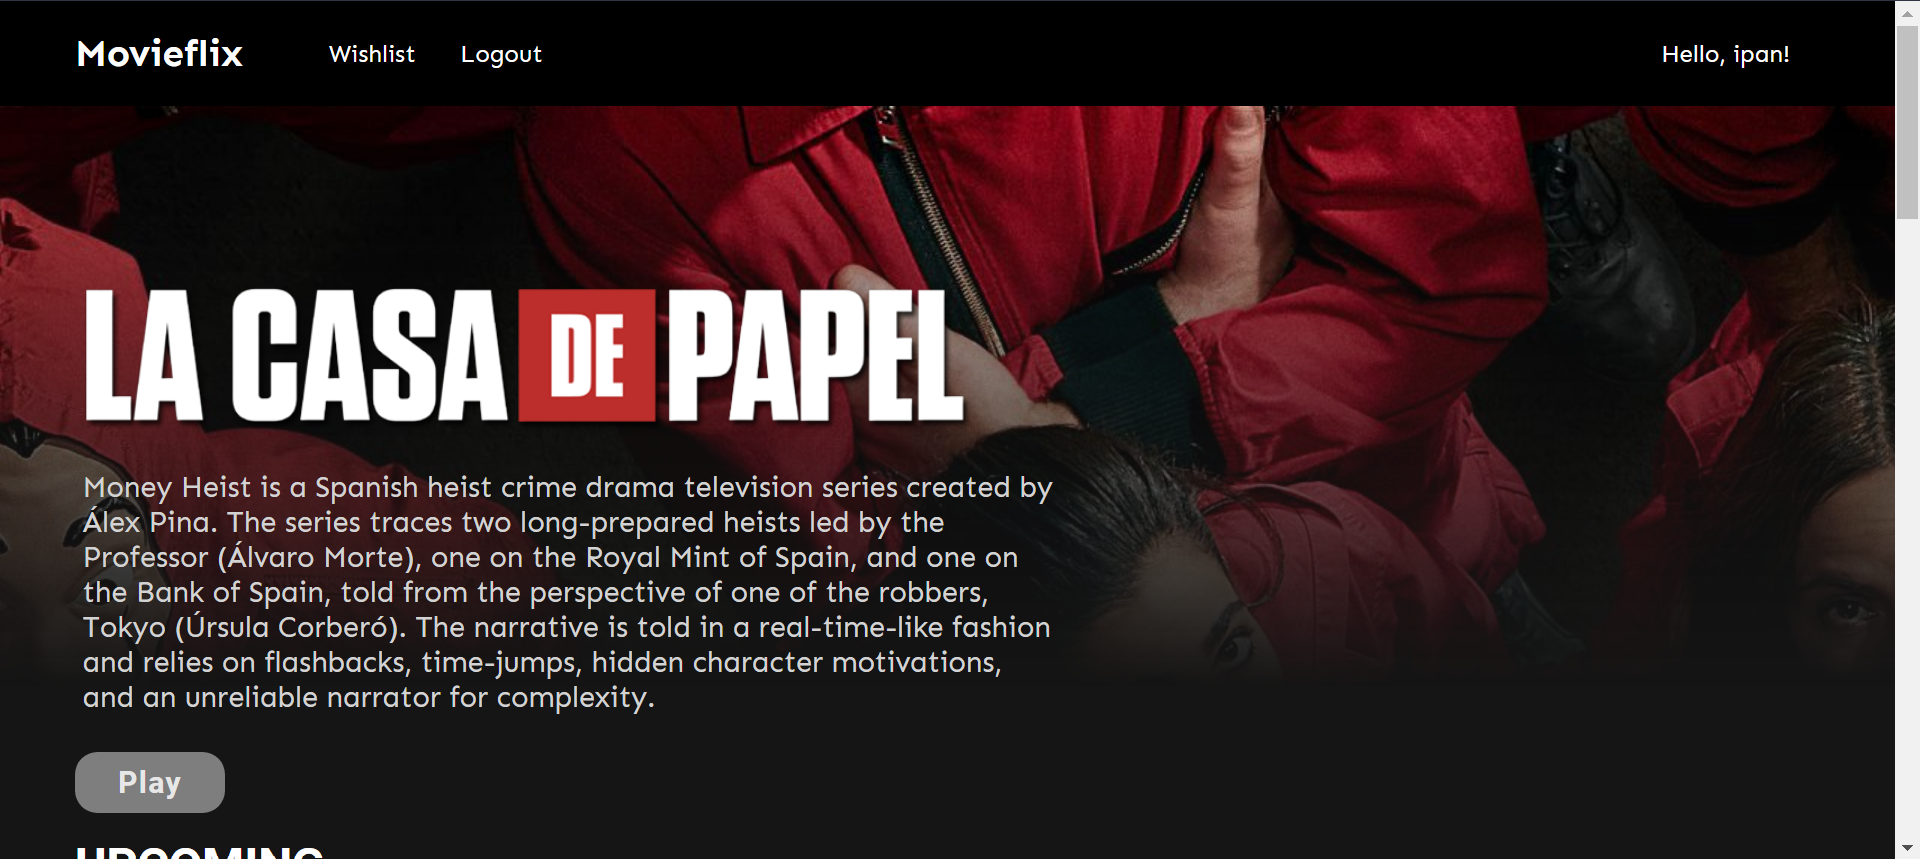 Movieflix
Wishlist
Logout
Hello, ipan!
LA CASA DE PAPEL
Money Heist is a Spanish heist crime drama television series created by
Álex Pina. The series traces two long-prepared heists led by the
Professor (Álvaro Morte), one on the Royal Mint of Spain, and one on
the Bank of Spain, told from the perspective of one of the robbers,
Tokyo (Úrsula Corberó). The narrative is told in a real-time-like fashion
and relies on flashbacks, time-jumps, hidden character motivations,
and an unreliable narrator for complexity.
Play
UPCOMING